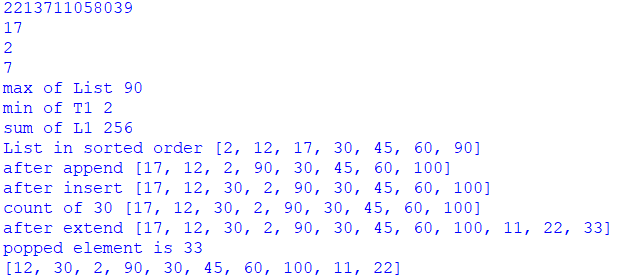 2213711058039
17
2
7
max of List 90
min of T1 2
sum of L1 256
List in sorted order [2, 12, 17, 30, 45, 60, 90]
after append [17, 12, 2, 90, 30, 45, 60, 100]
after insert [17, 12, 30, 2, 90, 30, 45, 60, 100]
count of 30 [17, 12, 30, 2, 90, 30, 45, 60, 100]
after extend [17, 12, 30, 2, 90, 30, 45, 60, 100, 11, 22, 33]
popped element is 33
[12, 30, 2, 90, 30, 45, 60, 100, 11, 22]